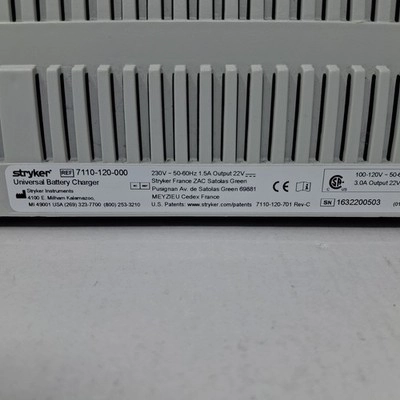 stryker REF 7110-120-000
Universal Battery Charger
Stryker Instruments
4100 E. Milham Kalamazoo,
MI 49001 USA (269) 323-7700 (800) 253-3210
230V ~ 50-60Hz 1.5A Output 22V
Stryker France ZAC Satolas Green
Pusignan Av. de Satolas Green 69881
MEYZIEU Cedex France
U.S. Patents: www.stryker.com/patents 7110-120-701 Rev-C
100-120V ~ 50-6
3.0A Output 22V
SN 1632200503 (01